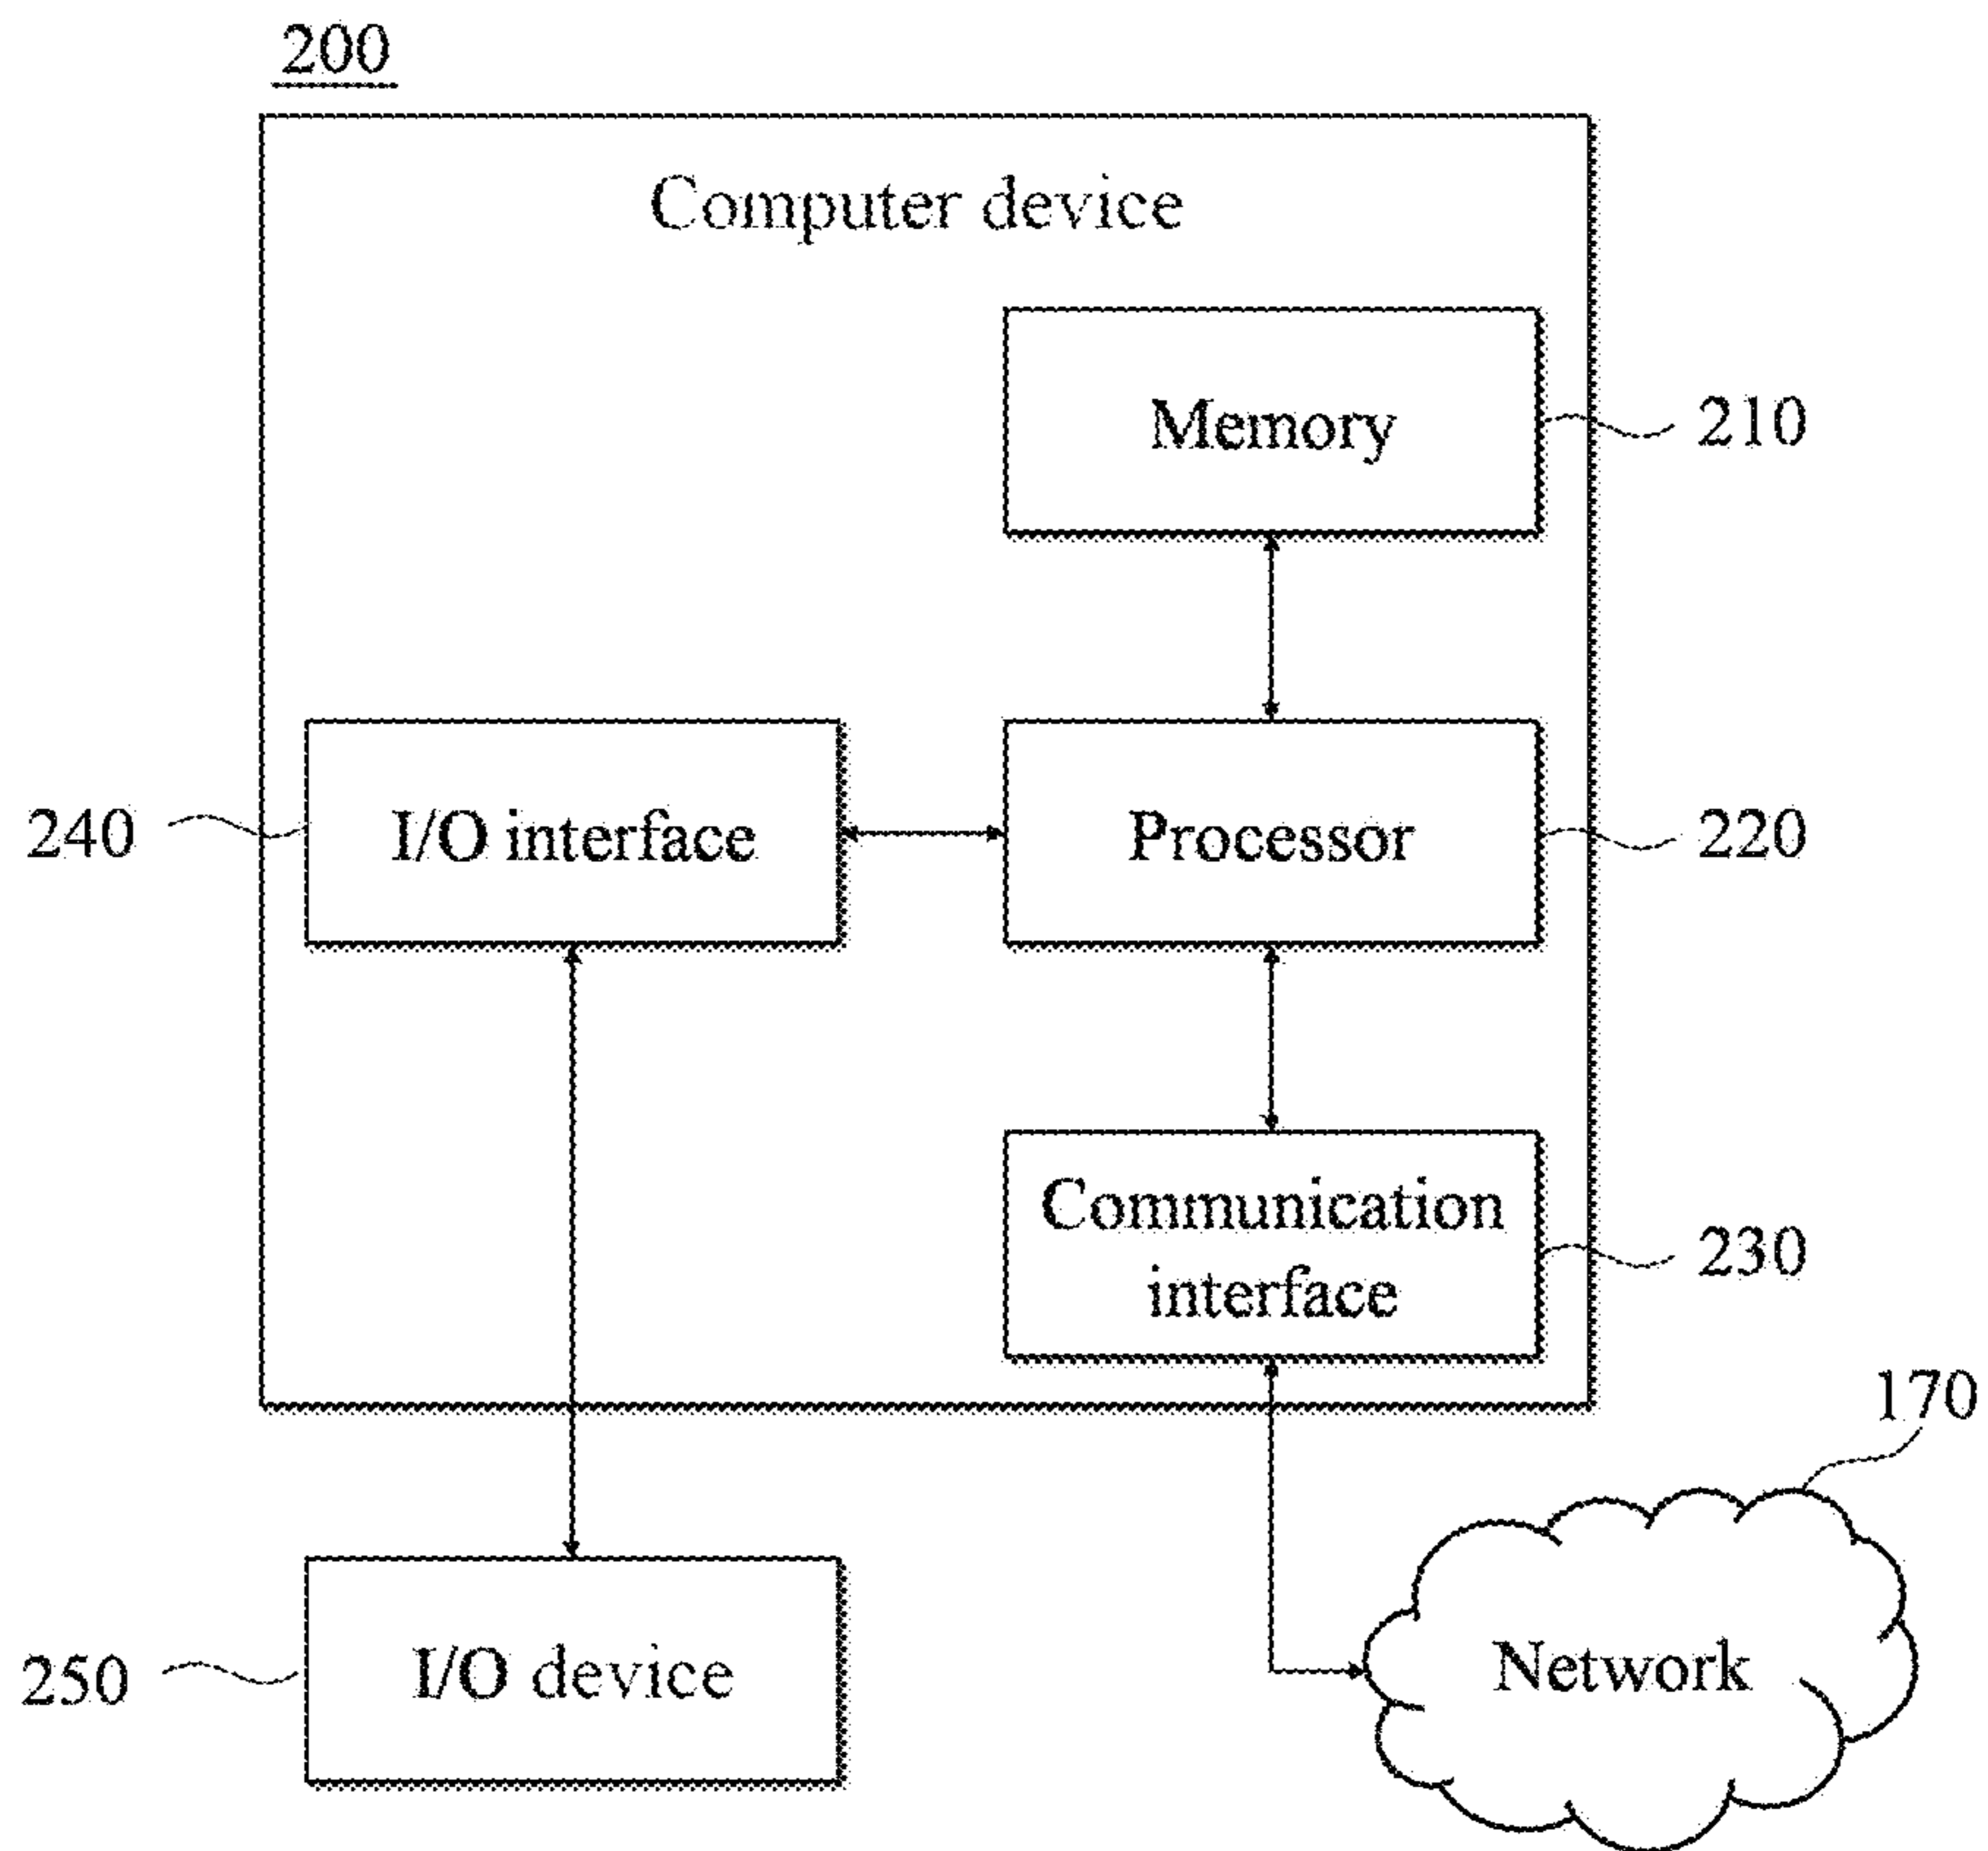 200
Computer device
Memory
210
240
I/O interface
Processor
220
Communication
interface
230
170
250
I/O device
Network